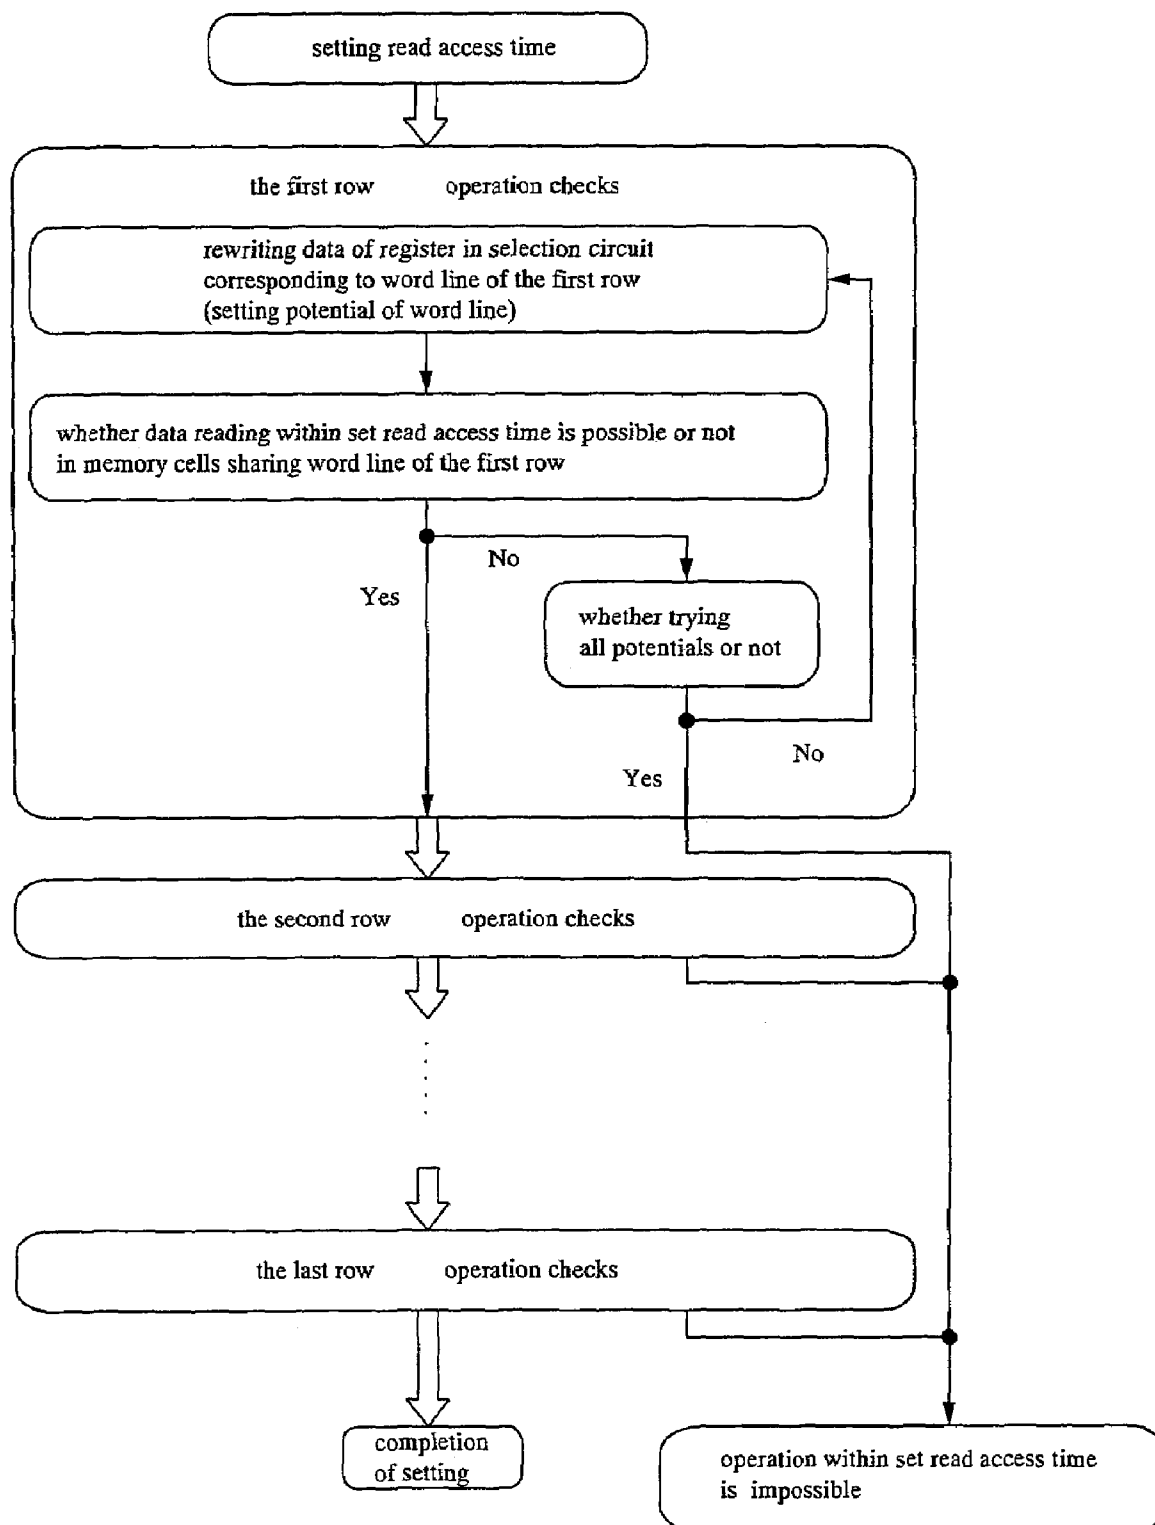 setting read access time
the first row operation checks
rewriting data of register in selection circuit
corresponding to word line of the first row
(setting potential of word line)
whether data reading within set read access time is possible or not
in memory cells sharing word line of the first row
No
Yes
whether trying
all potentials or not
No
Yes
the second row operation checks
the last row operation checks
completion
of setting
operation within set read access time
is impossible